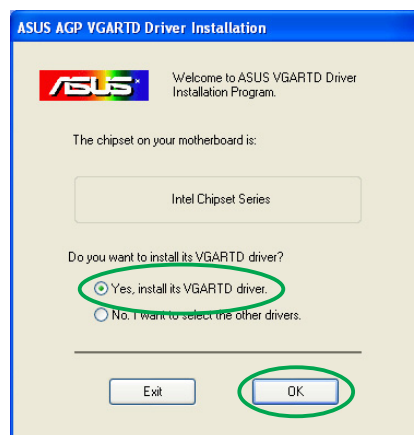 ASUS AGP VGARTD Driver Installation
ASUS
Welcome to ASUS VGARTD Driver
Installation Program.
The chipset on your motherboard is:
Intel Chipset Series
Do you want to install its VGARTD driver?
Yes, install its VGARTD driver.
No. I want to select the other drivers.
Exit
OK